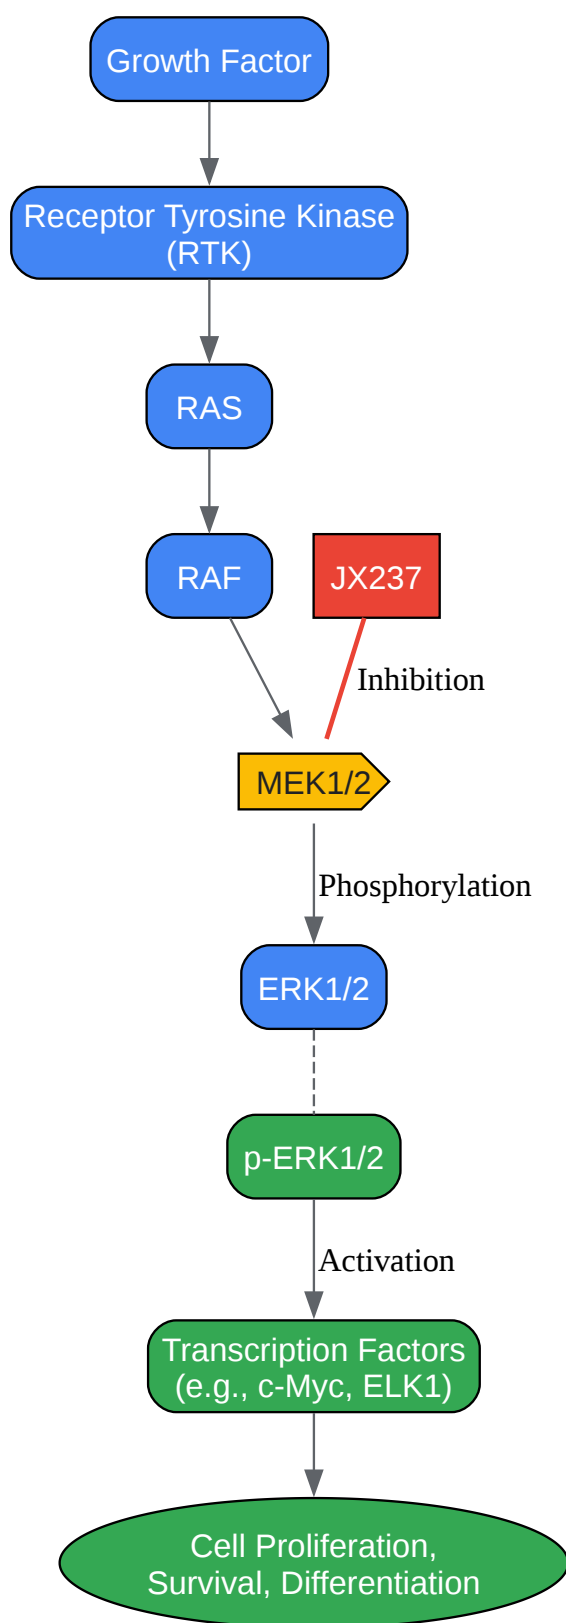 Growth Factor
Receptor Tyrosine Kinase
(RTK)
RAS
RAF
JX237
Inhibition
MEK1/2
Phosphorylation
ERK1/2
p-ERK1/2
Activation
Transcription Factors
(e.g., c-Myc, ELK1)
Cell Proliferation,
Survival, Differentiation